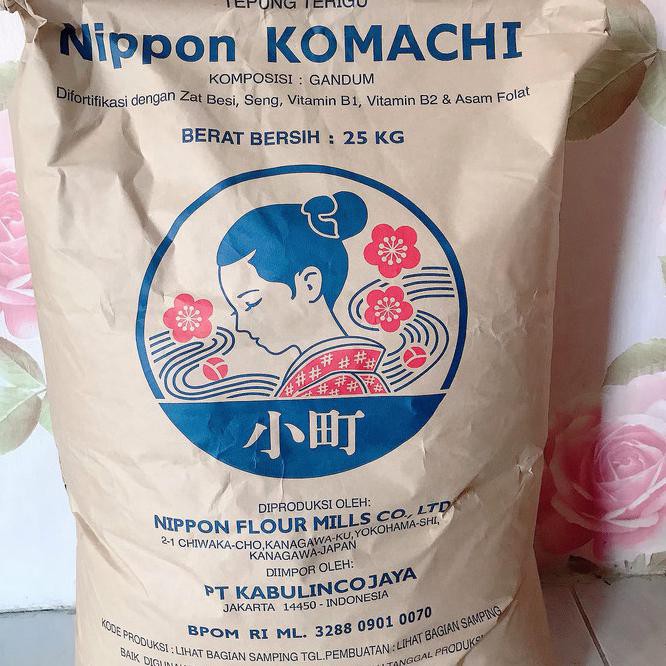 TEPUNG TERIGU
Nippon KOMACHI
KOMPOSISI : GANDUM
Difortifikasi dengan Zat Besi, Seng, Vitamin B1, Vitamin B2 & Asam Folat
BERAT BERSIH : 25 KG
小町
DIPRODUKSI OLEH:
NIPPON FLOUR MILLS CO., LTD
2-1 CHIWAKA-CHO,KANAGAWA-KU,YOKOHAMA-SHI,
KANAGAWA-JAPAN
DIIMPOR OLEH:
PT KABULINCOJAYA
JAKARTA 14450 - INDONESIA
BPOM RI ML. 3288 0901 0070
KODE PRODUKSI : LIHAT BAGIAN SAMPING TGL.PEMBUATAN : LIHAT BAGIAN SAMPING
BAIK TANGGAL PRODUKSI